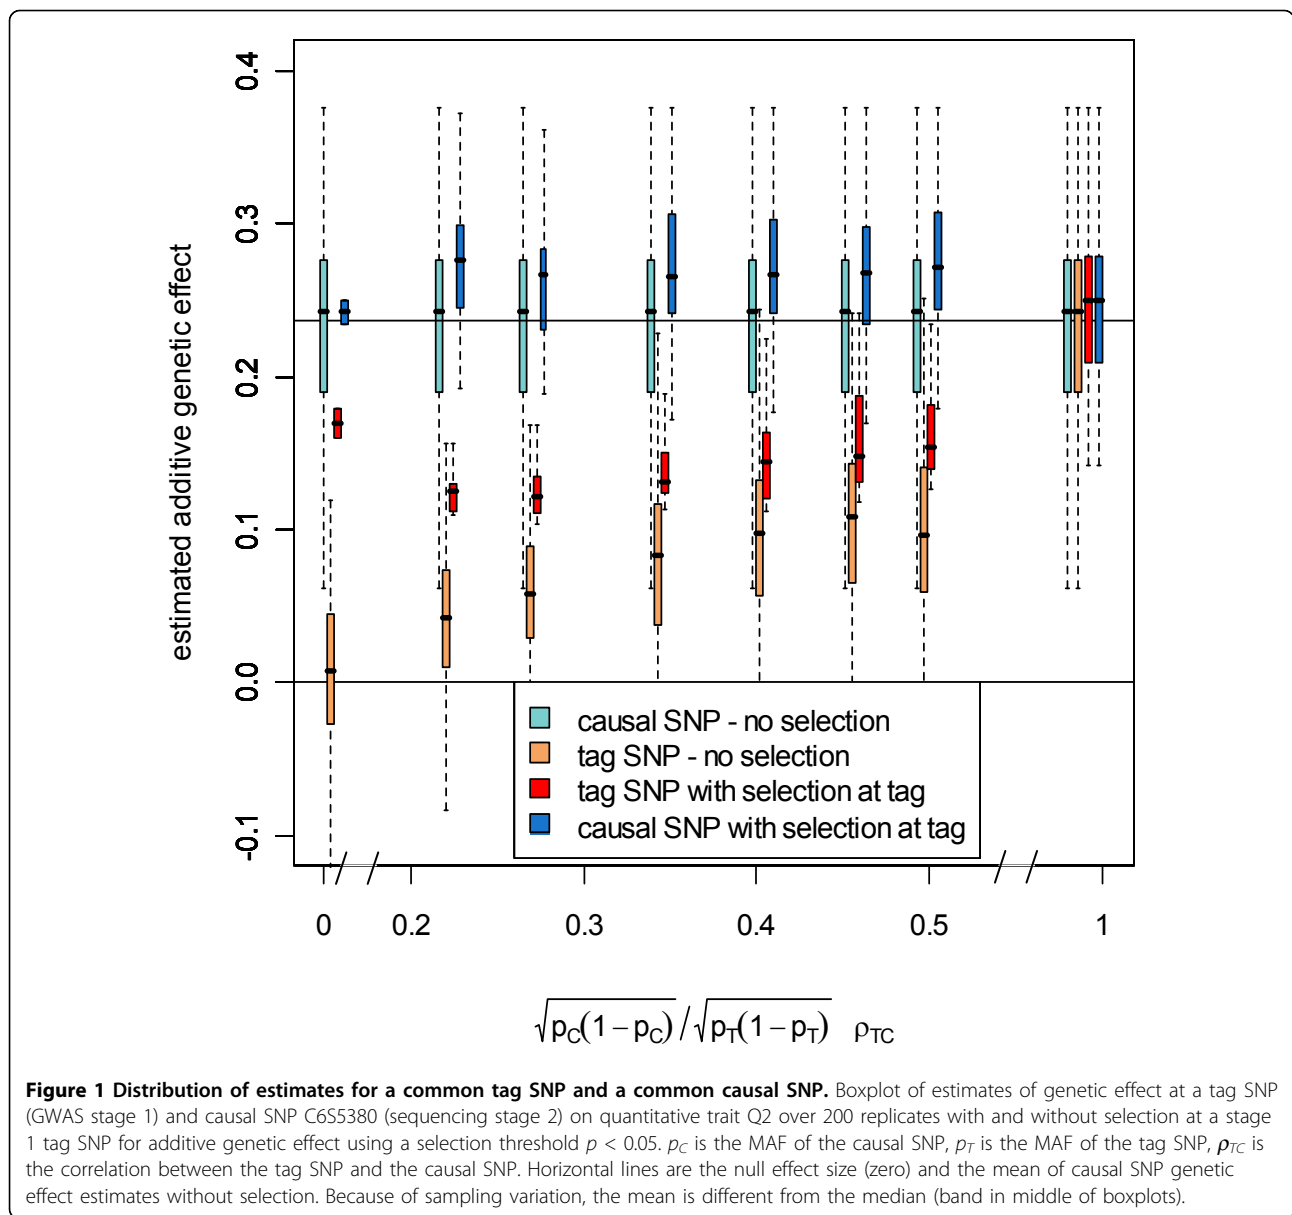 0.4
0.3
0.2
0.1
0.0
-0.1
estimated additive genetic effect
causal SNP - no selection
tag SNP - no selection
tag SNP with selection at tag
causal SNP with selection at tag
0 0.2 0.3 0.4 0.5 1
√pC(1−pC)/√pT(1−pT) ρTC
Figure 1 Distribution of estimates for a common tag SNP and a common causal SNP. Boxplot of estimates of genetic effect at a tag SNP
(GWAS stage 1) and causal SNP C6S5380 (sequencing stage 2) on quantitative trait Q2 over 200 replicates with and without selection at a stage
1 tag SNP for additive genetic effect using a selection threshold p < 0.05. pC is the MAF of the causal SNP, pT is the MAF of the tag SNP, ρTC is
the correlation between the tag SNP and the causal SNP. Horizontal lines are the null effect size (zero) and the mean of causal SNP genetic
effect estimates without selection. Because of sampling variation, the mean is different from the median (band in middle of boxplots).